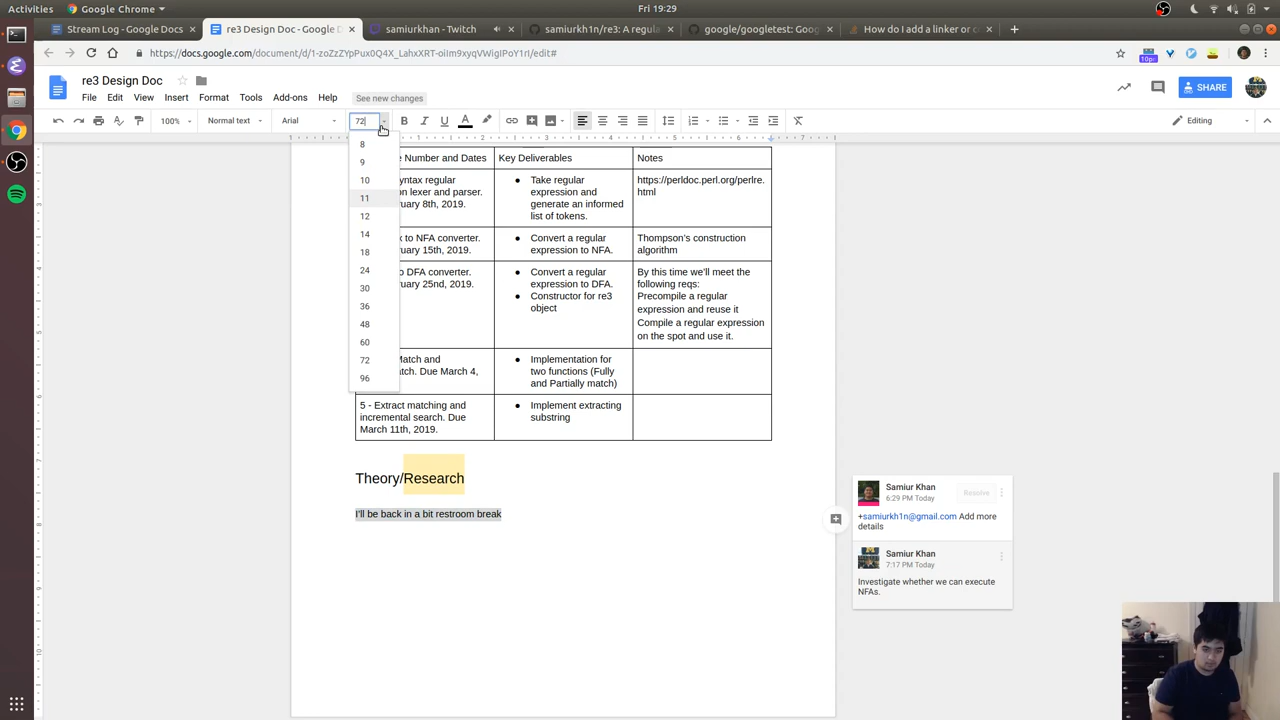 Activities
Google Chrome
Fri 19:29
Stream Log - Google Docs
re3 Design Doc - Google Docs
samiurkhan - Twitch
samiurkh1n/re3: A regula
google/googletest: Goog
How do I add a linker or c
https://docs.google.com/document/d/1-zoZzZYpPux0Q4X_LahxXRT-oiIm9xyqVWigIPoY1rI/edit#
10p
re3 Design Doc
File Edit View Insert Format Tools Add-ons Help
See new changes
SHARE
100%
Normal text
Arial
72
B I U A
Editing
8
9
10
11
12
14
18
24
30
36
48
60
72
96
e Number and Dates
Key Deliverables
Notes
yntax regular
on lexer and parser.
ruary 8th, 2019.
Take regular
expression and
generate an informed
list of tokens.
https://perldoc.perl.org/perlre.
html
x to NFA converter.
ruary 15th, 2019.
Convert a regular
expression to NFA.
Thompson's construction
algorithm
o DFA converter.
ruary 25nd, 2019.
Convert a regular
expression to DFA.
Constructor for re3
object
By this time we'll meet the
following reqs:
Precompile a regular
expression and reuse it
Compile a regular expression
on the spot and use it.
Match and
atch. Due March 4,
Implementation for
two functions (Fully
and Partially match)
5 - Extract matching and
incremental search. Due
March 11th, 2019.
Implement extracting
substring
Theory/Research
I'll be back in a bit restroom break
Samiur Khan
6:29 PM Today
Resolve
+samiurkh1n@gmail.com Add more
details
Samiur Khan
7:17 PM Today
Investigate whether we can execute
NFAs.